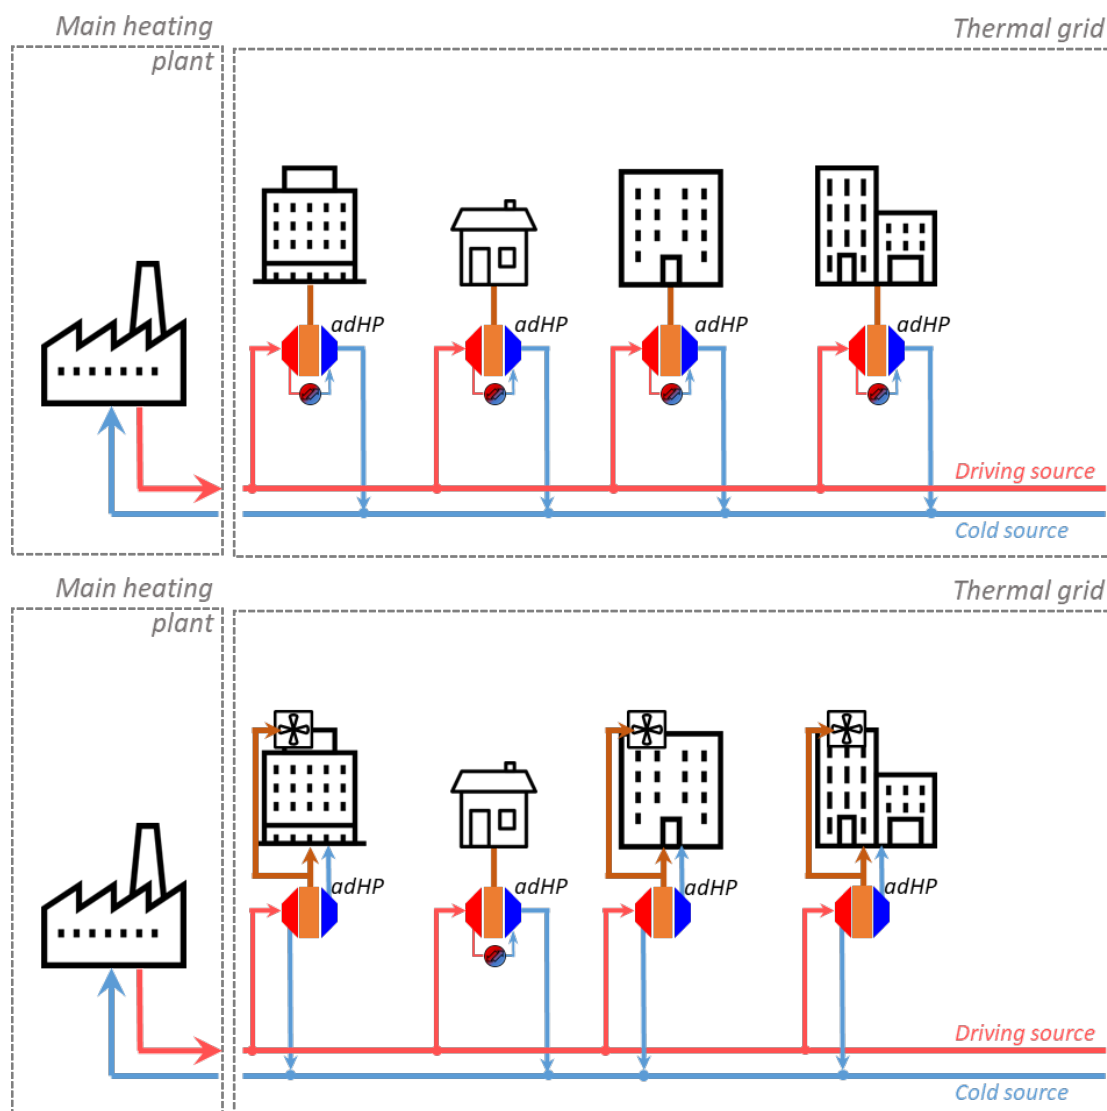 Main heating
plant
Thermal grid
adHP
adHP
adHP
adHP
Driving source
Cold source
Main heating
plant
Thermal grid
adHP
adHP
adHP
adHP
Driving source
Cold source